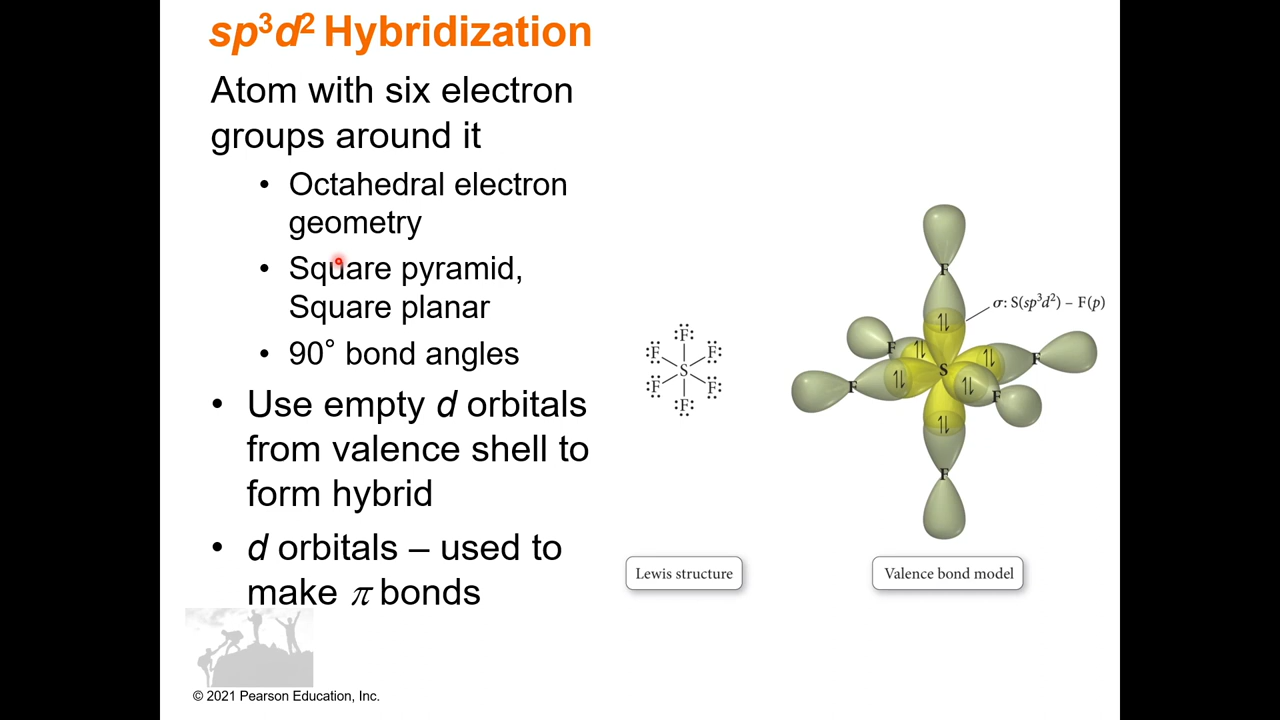 sp³d² Hybridization
Atom with six electron
groups around it
• Octahedral electron
geometry
• Square pyramid,
Square planar
• 90° bond angles
• Use empty d orbitals
from valence shell to
form hybrid
• d orbitals – used to
make π bonds
F
F F
S
F F
F
Lewis structure
F
σ: S(sp³d²) – F(p)
F
F
S
F
F
F
Valence bond model
© 2021 Pearson Education, Inc.